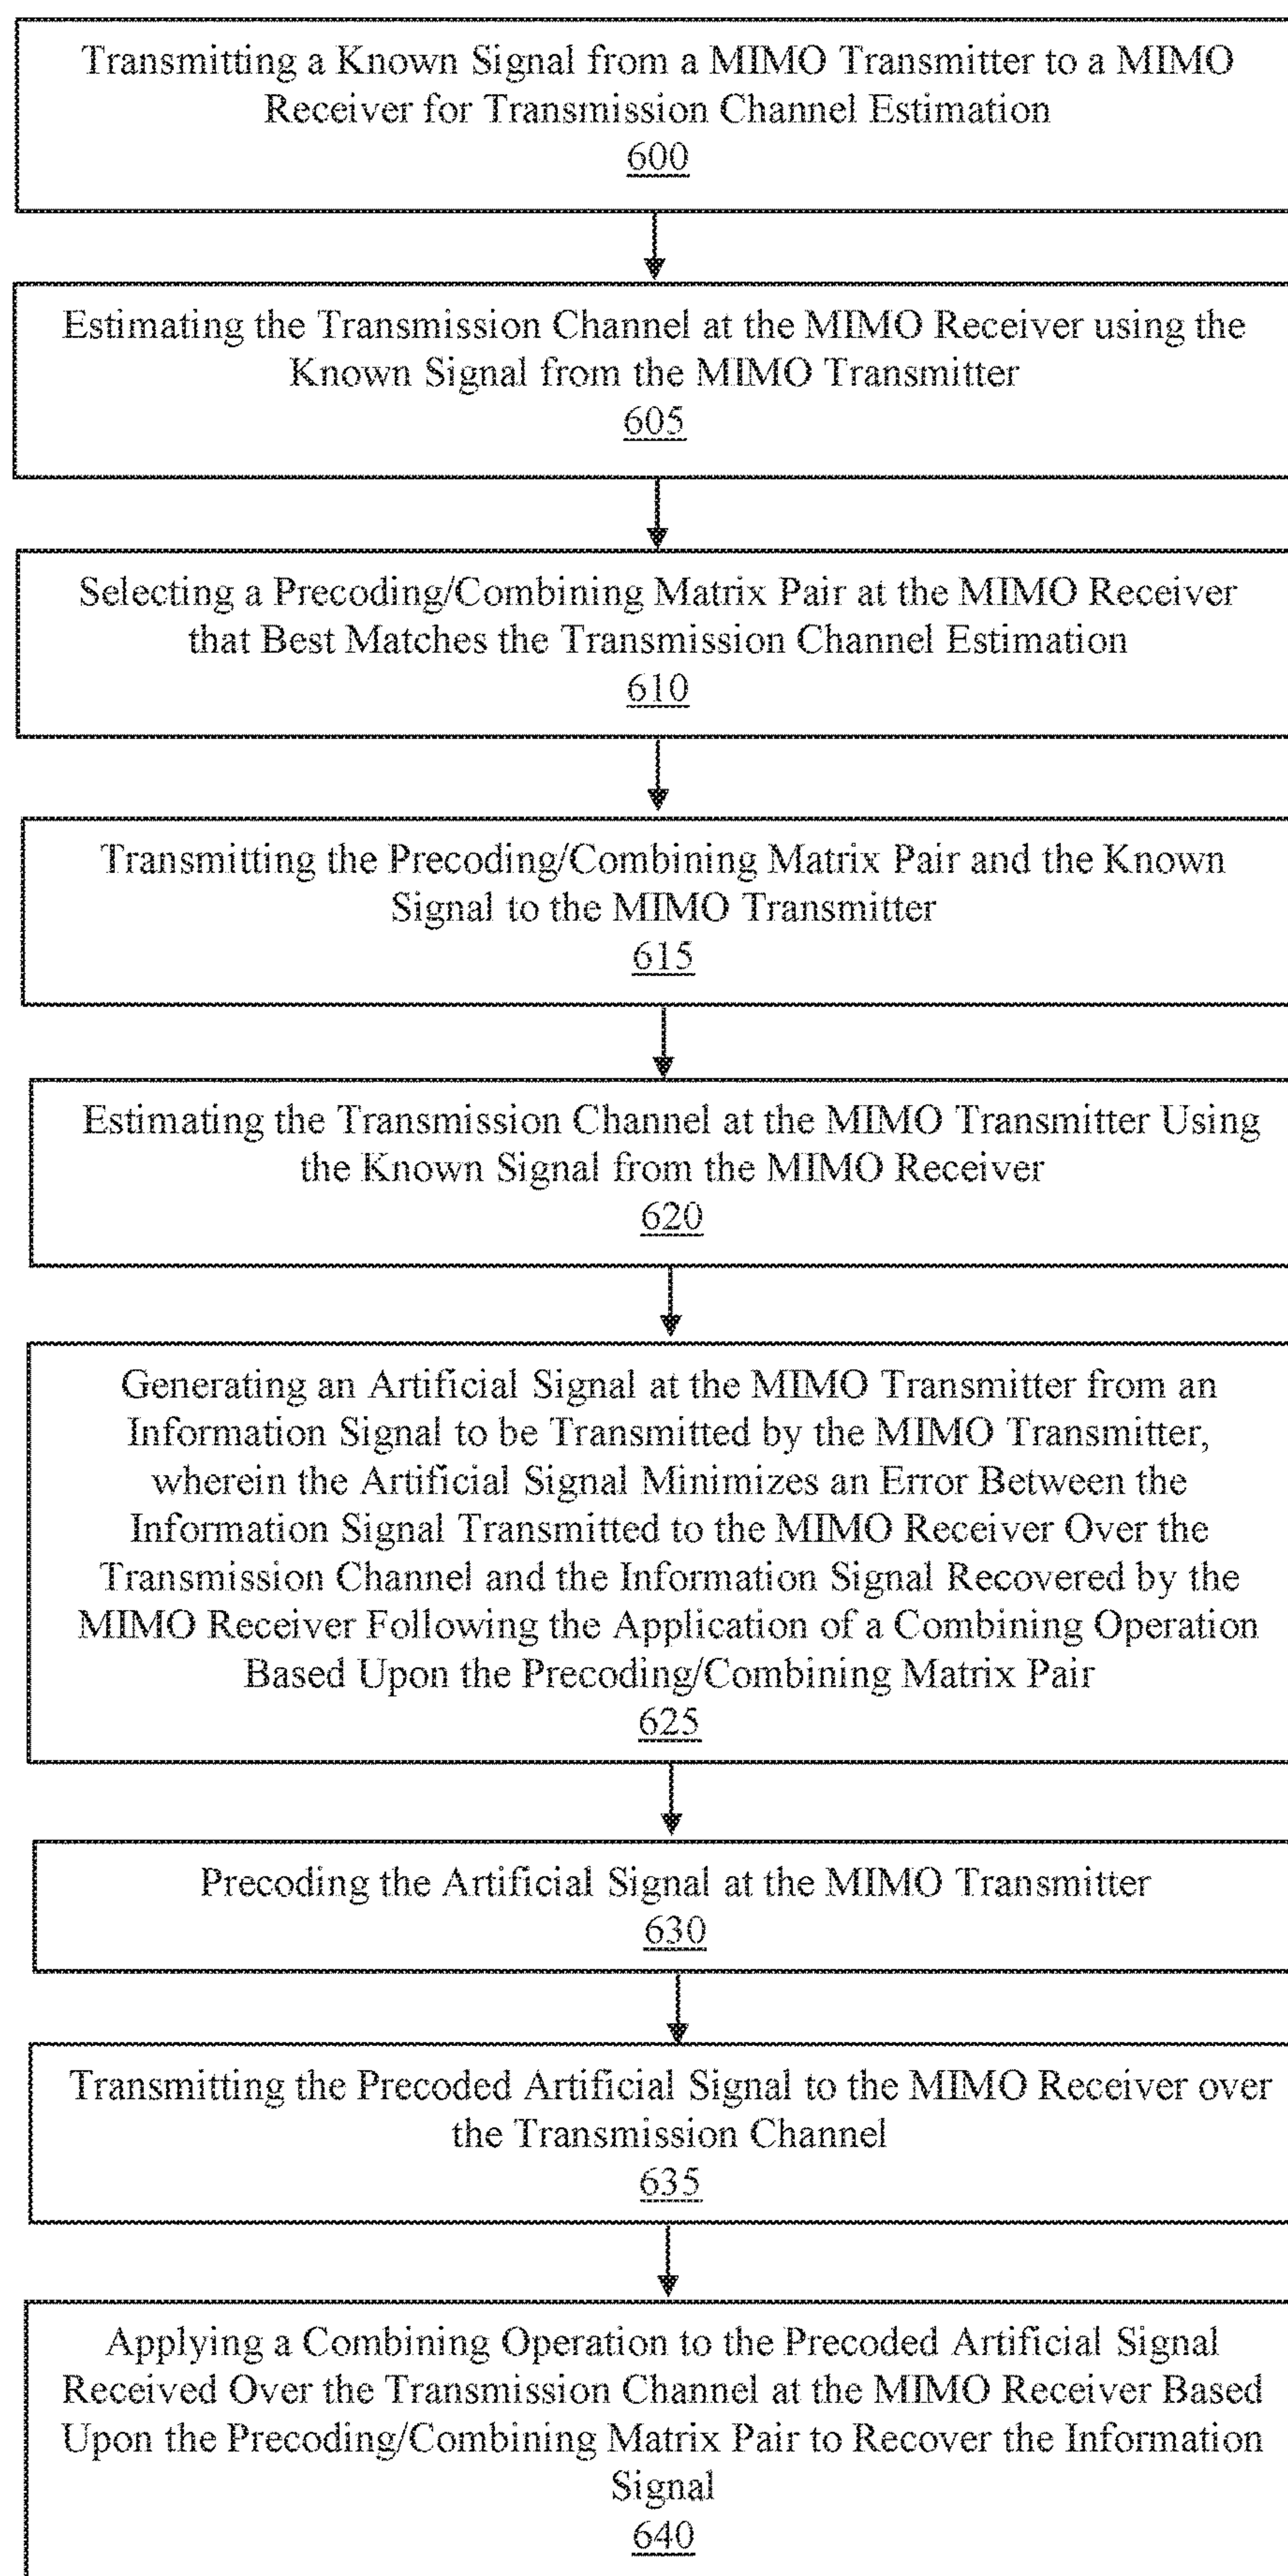 Transmitting a Known Signal from a MIMO Transmitter to a MIMO
Receiver for Transmission Channel Estimation
600
Estimating the Transmission Channel at the MIMO Receiver using the
Known Signal from the MIMO Transmitter
605
Selecting a Precoding/Combining Matrix Pair at the MIMO Receiver
that Best Matches the Transmission Channel Estimation
610
Transmitting the Precoding/Combining Matrix Pair and the Known
Signal to the MIMO Transmitter
615
Estimating the Transmission Channel at the MIMO Transmitter Using
the Known Signal from the MIMO Receiver
620
Generating an Artificial Signal at the MIMO Transmitter from an
Information Signal to be Transmitted by the MIMO Transmitter,
wherein the Artificial Signal Minimizes an Error Between the
Information Signal Transmitted to the MIMO Receiver Over the
Transmission Channel and the Information Signal Recovered by the
MIMO Receiver Following the Application of a Combining Operation
Based Upon the Precoding/Combining Matrix Pair
625
Precoding the Artificial Signal at the MIMO Transmitter
630
Transmitting the Precoded Artificial Signal to the MIMO Receiver over
the Transmission Channel
635
Applying a Combining Operation to the Precoded Artificial Signal
Received Over the Transmission Channel at the MIMO Receiver Based
Upon the Precoding/Combining Matrix Pair to Recover the Information
Signal
640